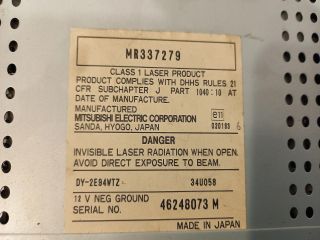 MR337279
CLASS 1 LASER PRODUCT
PRODUCT COMPLIES WITH DHHS RULES 21
CFR SUBCHAPTER J PART 1040:10 AT
DATE OF MANUFACTURE.
MANUFACTURED
MITSUBISHI ELECTRIC CORPORATION
SANDA, HYOGO, JAPAN
DANGER
INVISIBLE LASER RADIATION WHEN OPEN.
AVOID DIRECT EXPOSURE TO BEAM.
DY-2E94WTZ 34U058
12 V NEG GROUND
SERIAL NO. 46248073 M
MADE IN JAPAN